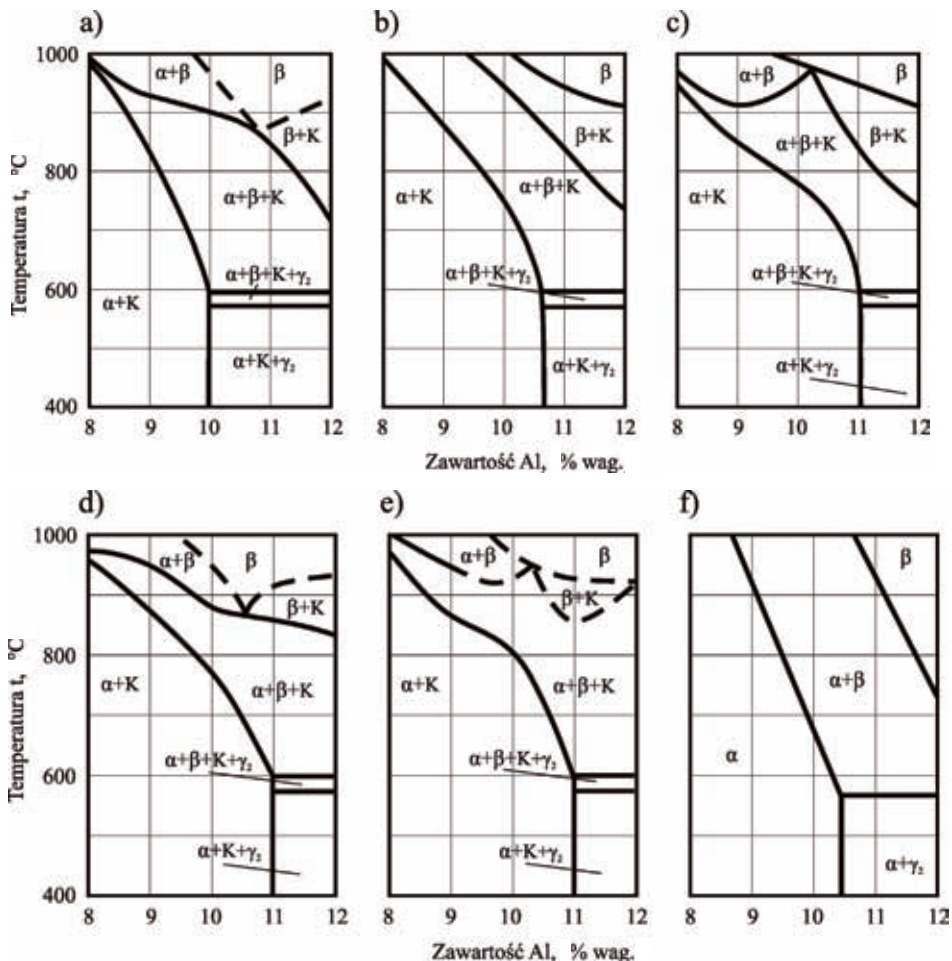 a)
b)
c)
Temperatura t, °C
1000
800
600
400
α+β
β
β+K
α+β+K
α+β+K+γ₂
α+K
α+K+γ₂
8 9 10 11 12
β
β+K
α+β+K
α+K
α+β+K+γ₂
α+K+γ₂
8 9 10 11 12
α+β
β
β+K
α+β+K
α+K
α+β+K+γ₂
α+K+γ₂
8 9 10 11 12
Zawartość Al, % wag.
d)
e)
f)
Temperatura t, °C
1000
800
600
400
α+β
β
β+K
α+K
α+β+K
α+β+K+γ₂
α+K+γ₂
8 9 10 11 12
α+β
β
β+K
α+K
α+β+K
α+β+K+γ₂
α+K+γ₂
8 9 10 11 12
β
α+β
α
α+γ₂
8 9 10 11 12
Zawartość Al, % wag.